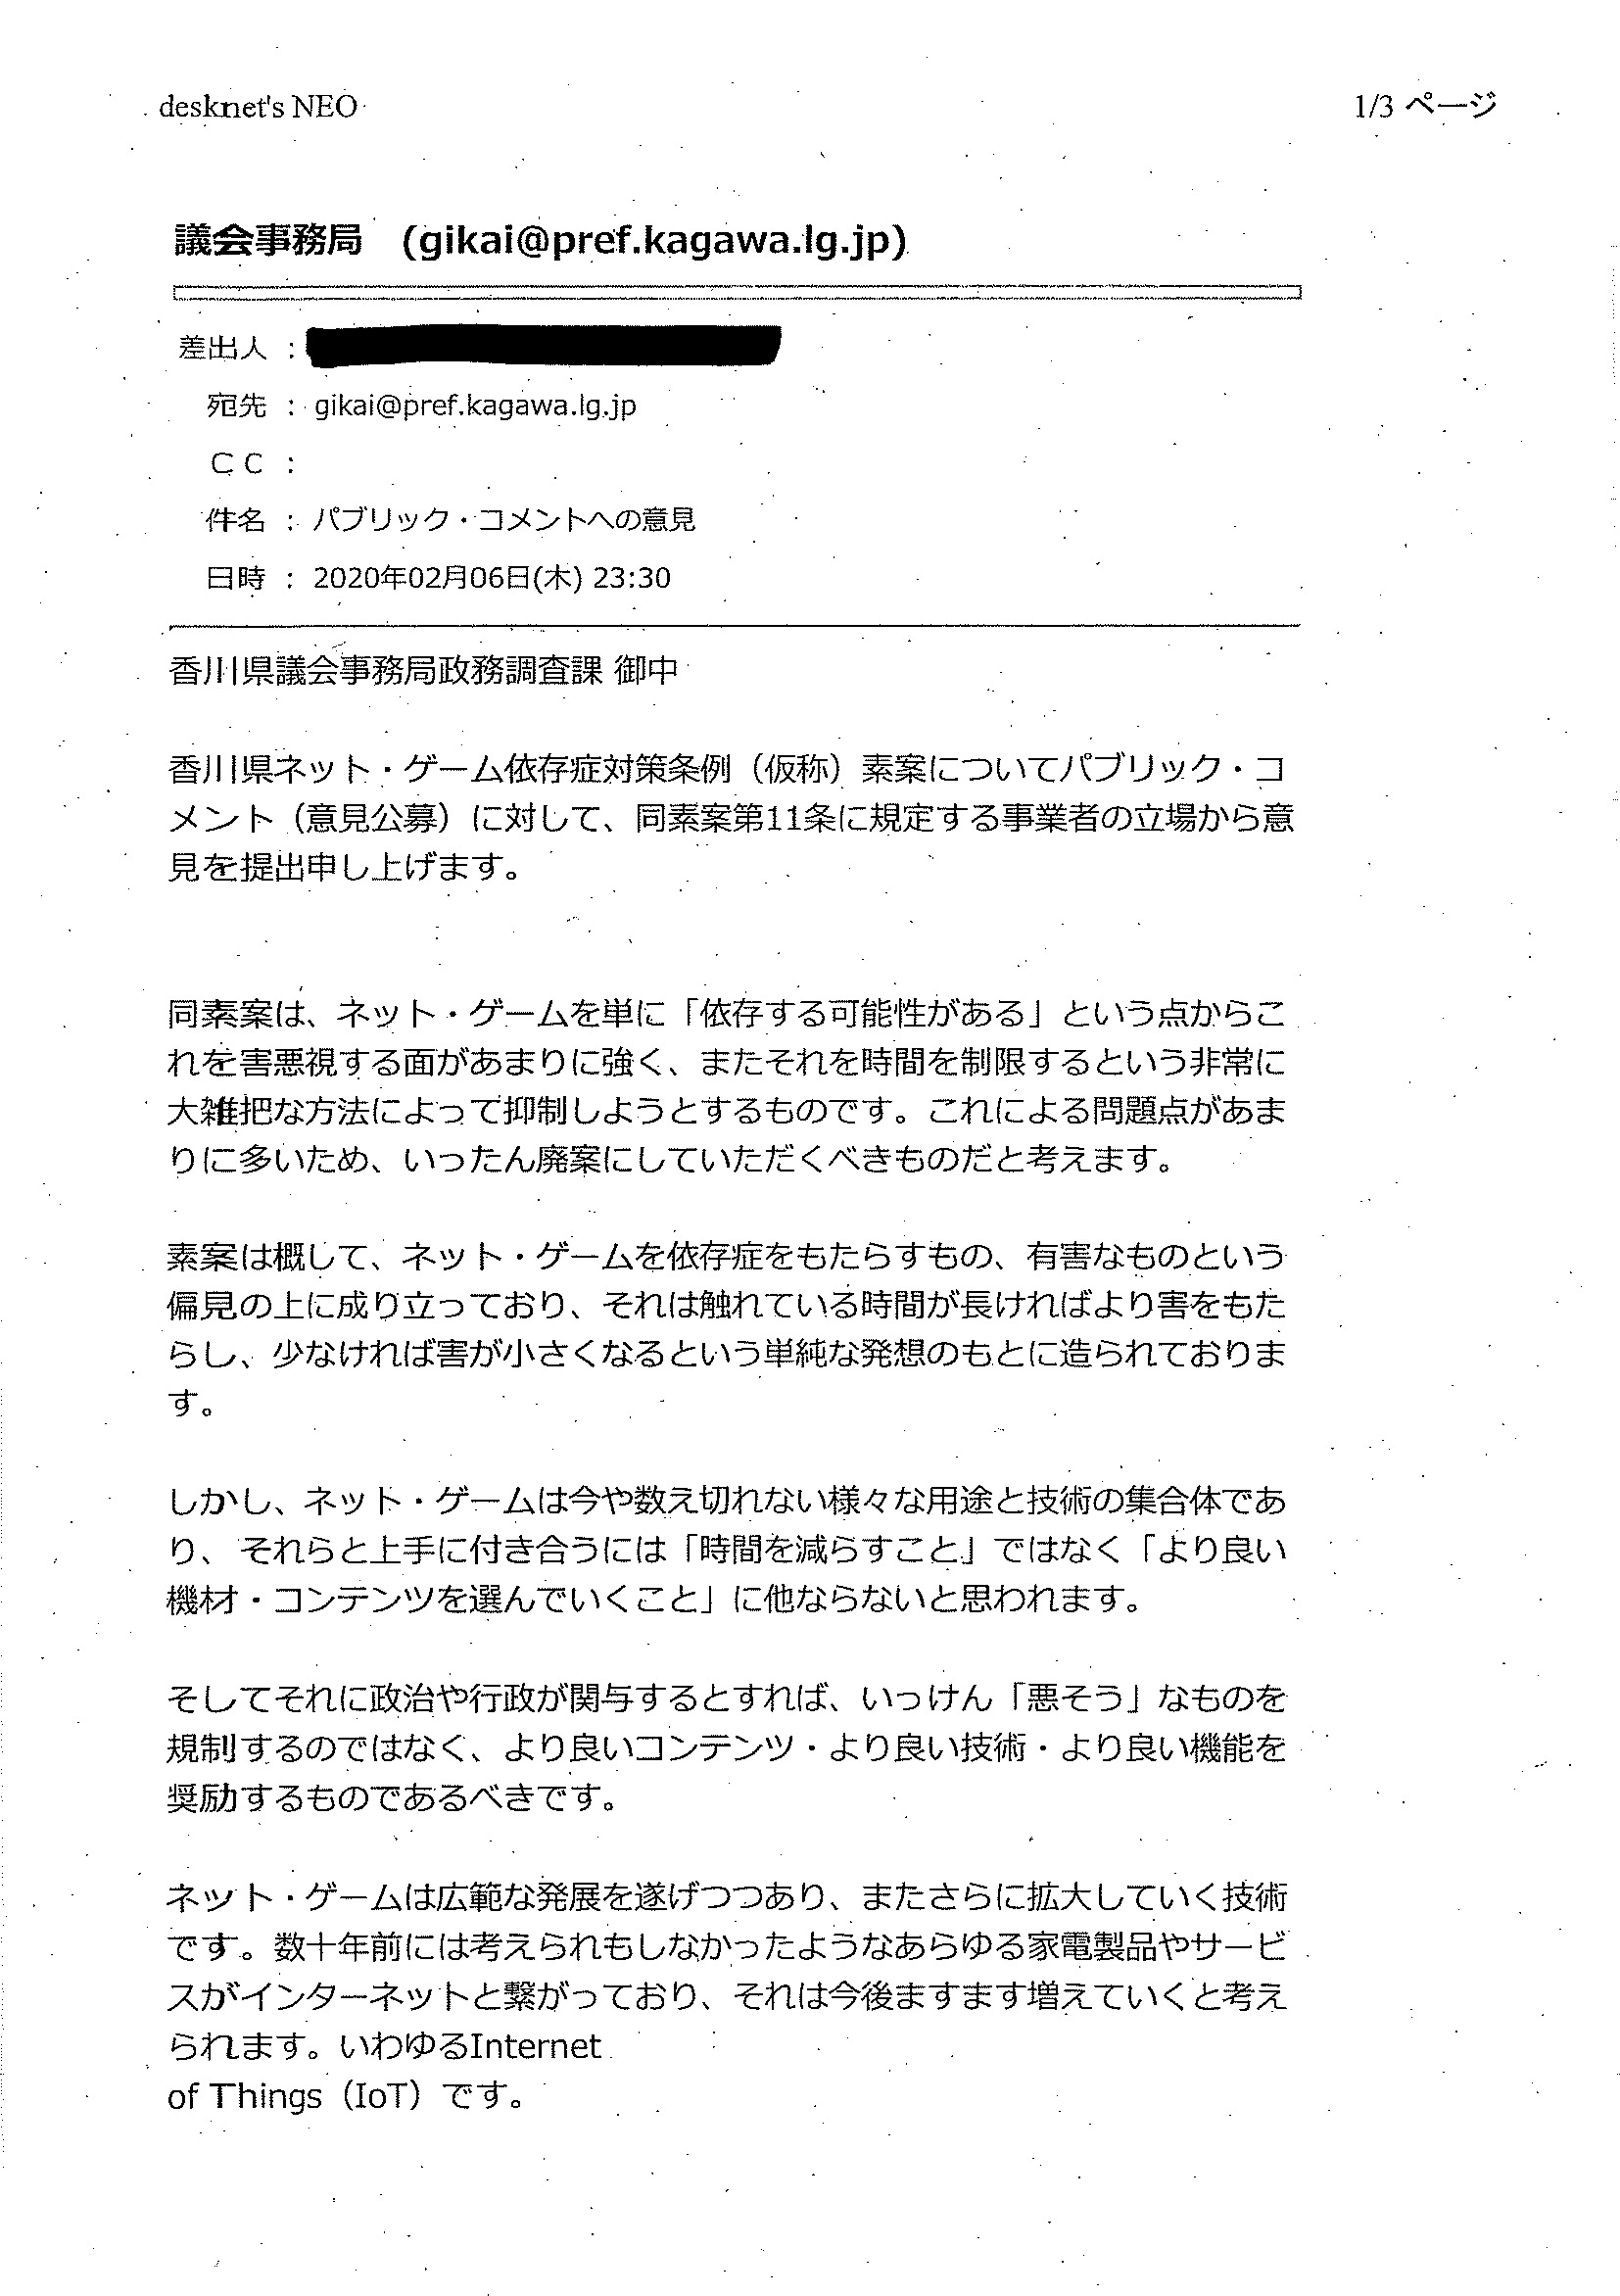 desknet's NEO
1/3 ページ
議会事務局 (gikai@pref.kagawa.lg.jp)
差出人 :
宛先 : gikai@pref.kagawa.lg.jp
ＣＣ :
件名 : パブリック・コメントへの意見
日時 : 2020年02月06日(木) 23:30
香川県議会事務局政務調査課 御中
香川県ネット・ゲーム依存症対策条例（仮称）素案についてパブリック・コ
メント（意見公募）に対して、同素案第11条に規定する事業者の立場から意
見を提出申し上げます。
同素案は、ネット・ゲームを単に「依存する可能性がある」という点からこ
れを害悪視する面があまりに強く、またそれを時間を制限するという非常に
大雑把な方法によって抑制しようとするものです。これによる問題点があま
りに多いため、いったん廃案にしていただくべきものだと考えます。
素案は概して、ネット・ゲームを依存症をもたらすもの、有害なものという
偏見の上に成り立っており、それは触れている時間が長ければより害をもた
らし、少なければ害が小さくなるという単純な発想のもとに造られておりま
す。
しかし、ネット・ゲームは今や数え切れない様々な用途と技術の集合体であ
り、それらと上手に付き合うには「時間を減らすこと」ではなく「より良い
機材・コンテンツを選んでいくこと」に他ならないと思われます。
そしてそれに政治や行政が関与するとすれば、いっけん「悪そう」なものを
規制するのではなく、より良いコンテンツ・より良い技術・より良い機能を
奨励するものであるべきです。
ネット・ゲームは広範な発展を遂げつつあり、またさらに拡大していく技術
です。数十年前には考えられもしなかったようなあらゆる家電製品やサービ
スがインターネットと繋がっており、それは今後ますます増えていくと考え
られます。いわゆるInternet
of Things（IoT）です。